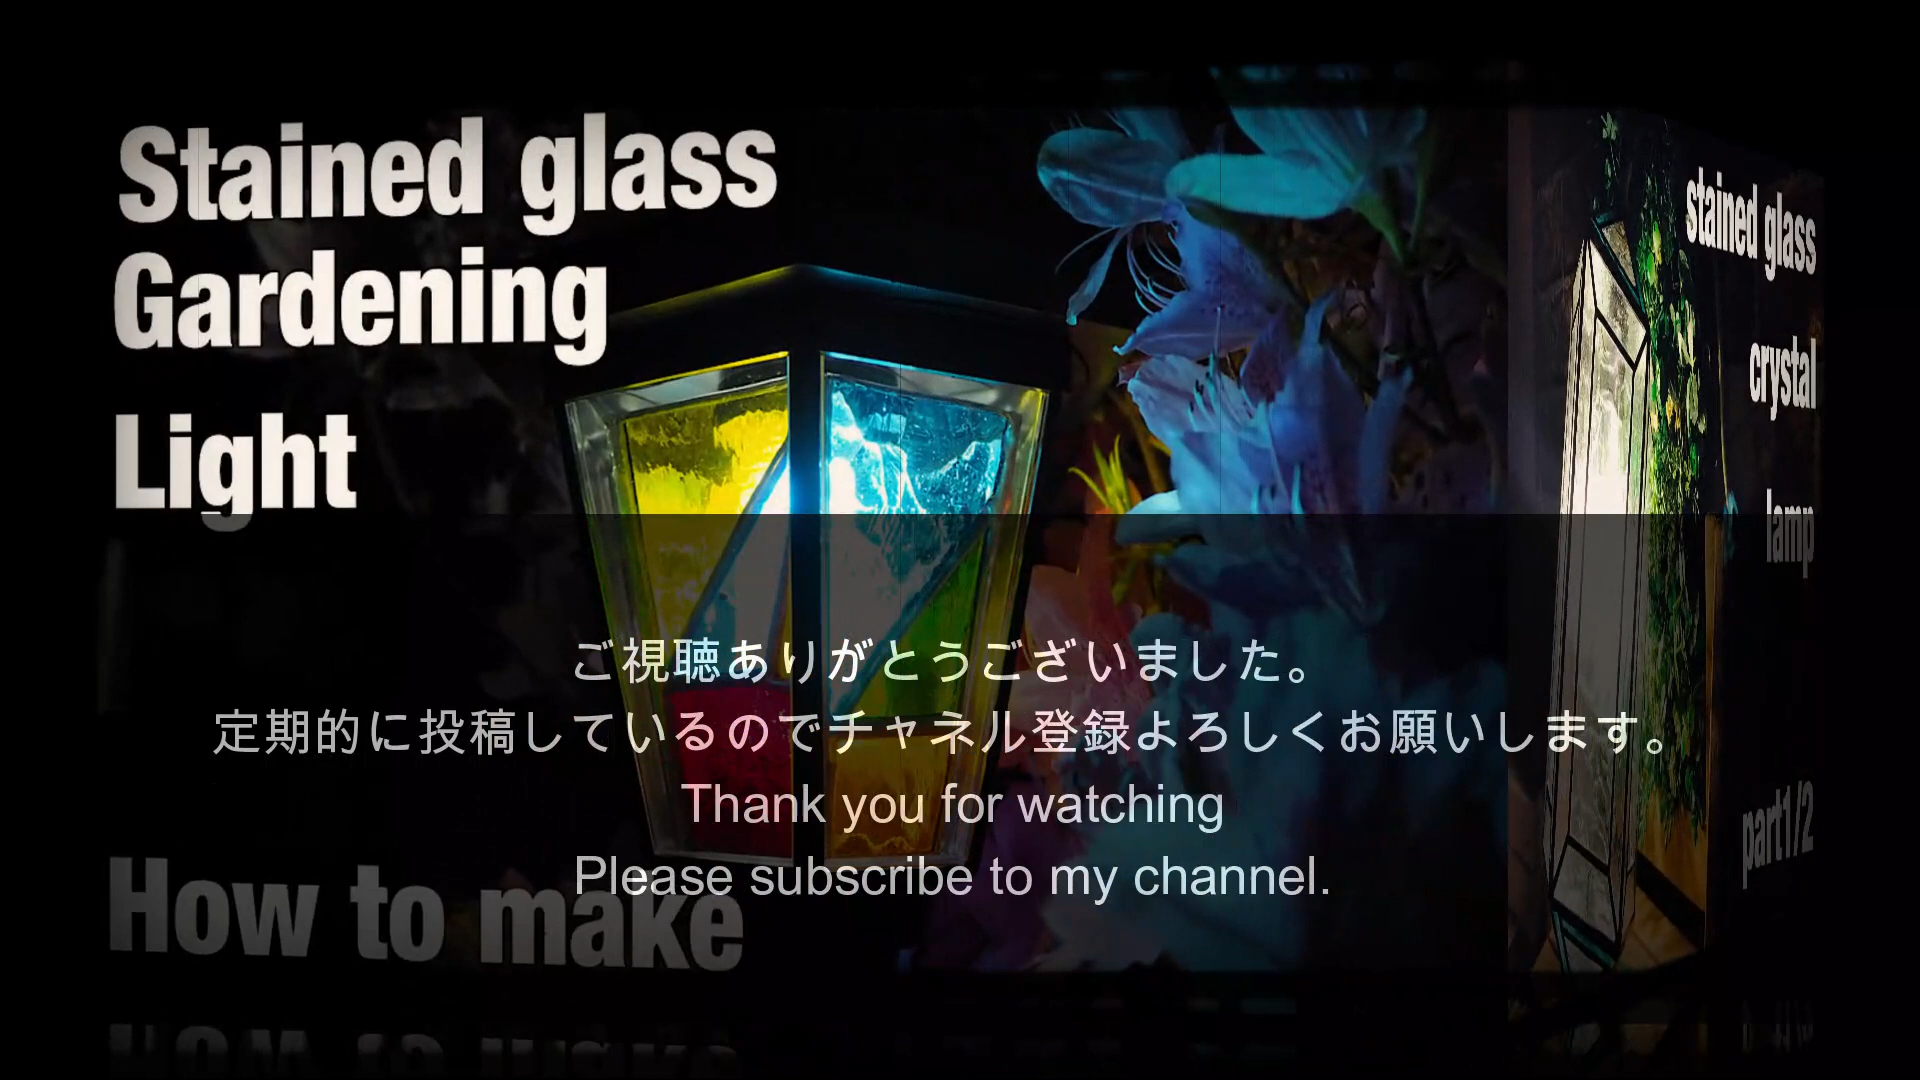 Stained glass
Gardening
Light
How to make
stained glass
crystal
lamp
part1/2
ご視聴ありがとうございました。
定期的に投稿しているのでチャネル登録よろしくお願いします。
Thank you for watching
Please subscribe to my channel.